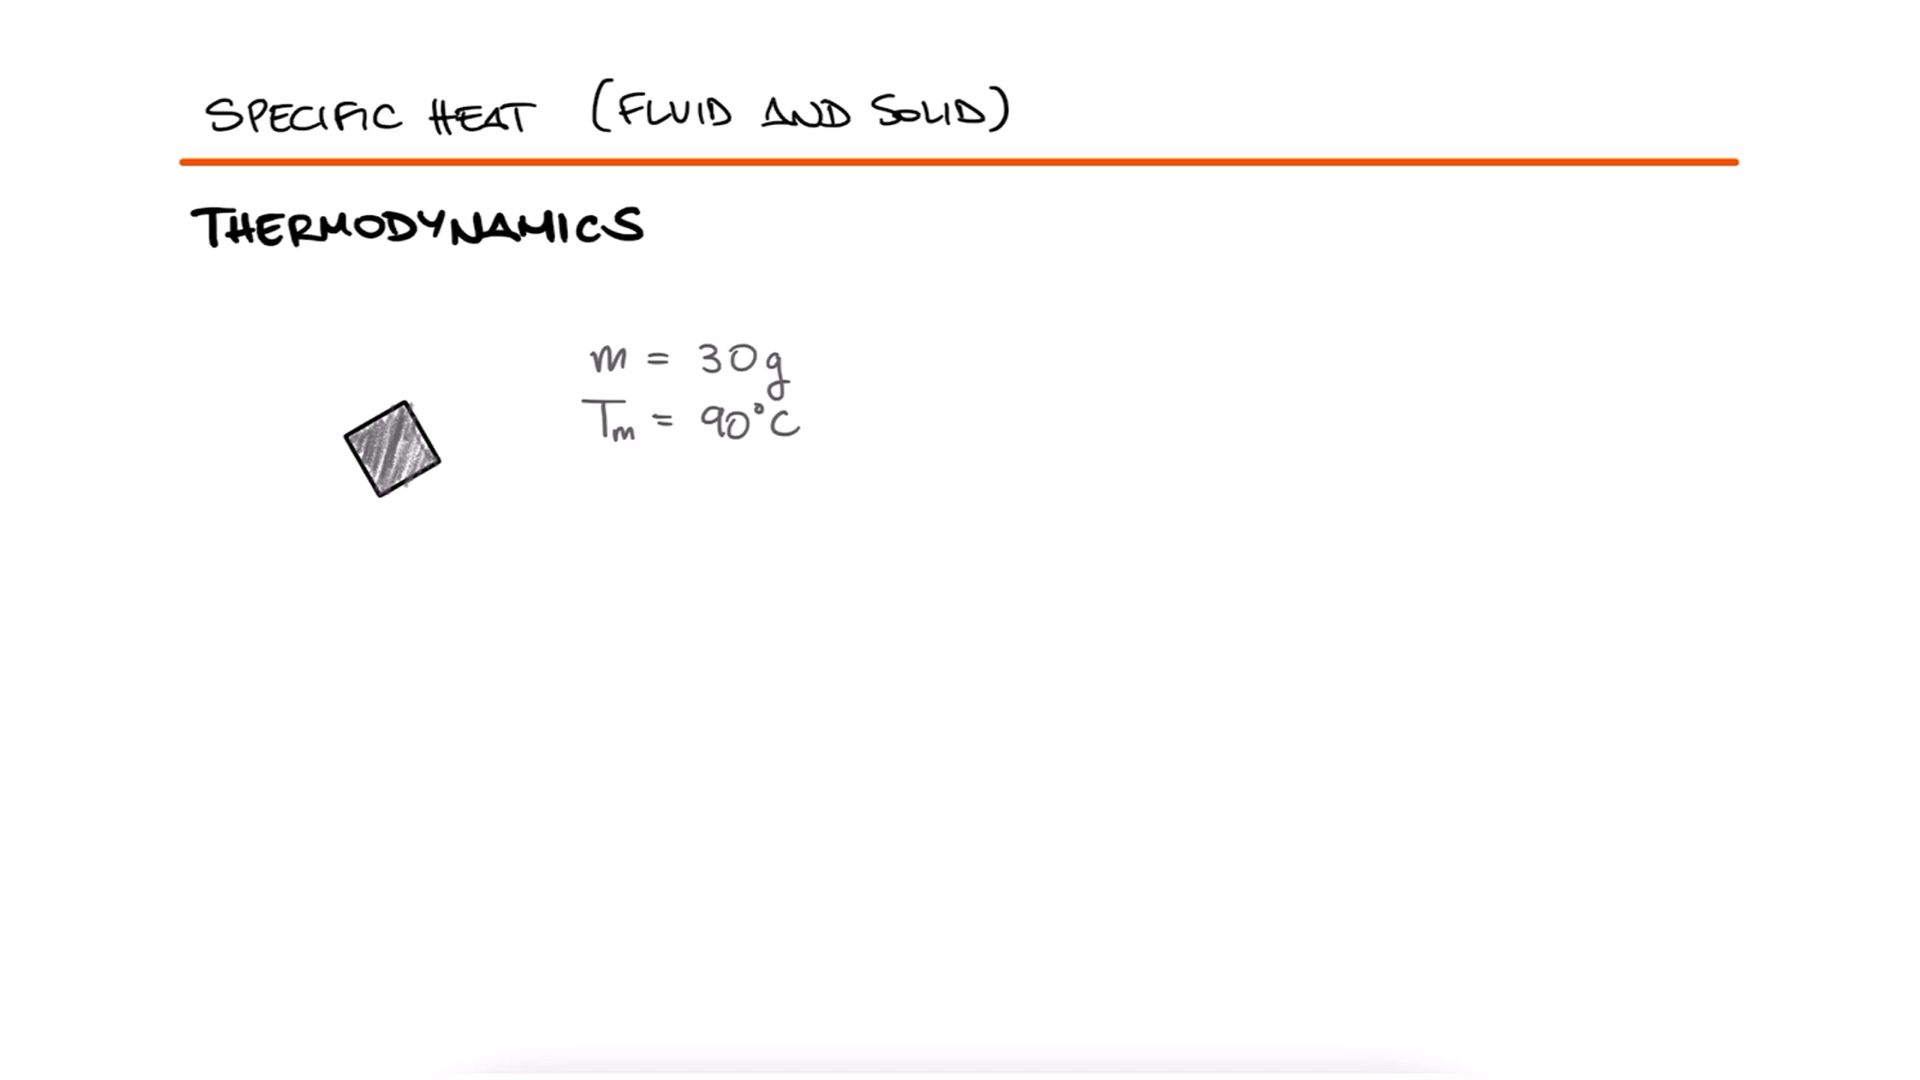 SPECIFIC HEAT (FLUID AND SOLID)
THERMODYNAMICS
m = 30g
Tm = 90°C